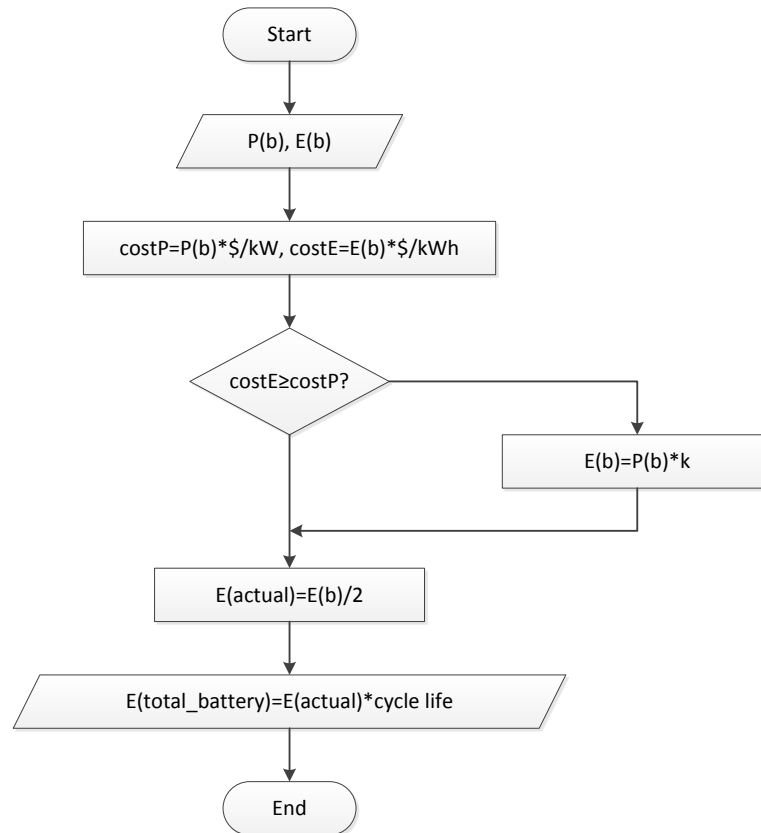 Start
P(b), E(b)
costP=P(b)*$/kW, costE=E(b)*$/kWh
costE≥costP?
E(b)=P(b)*k
E(actual)=E(b)/2
E(total_battery)=E(actual)*cycle life
End